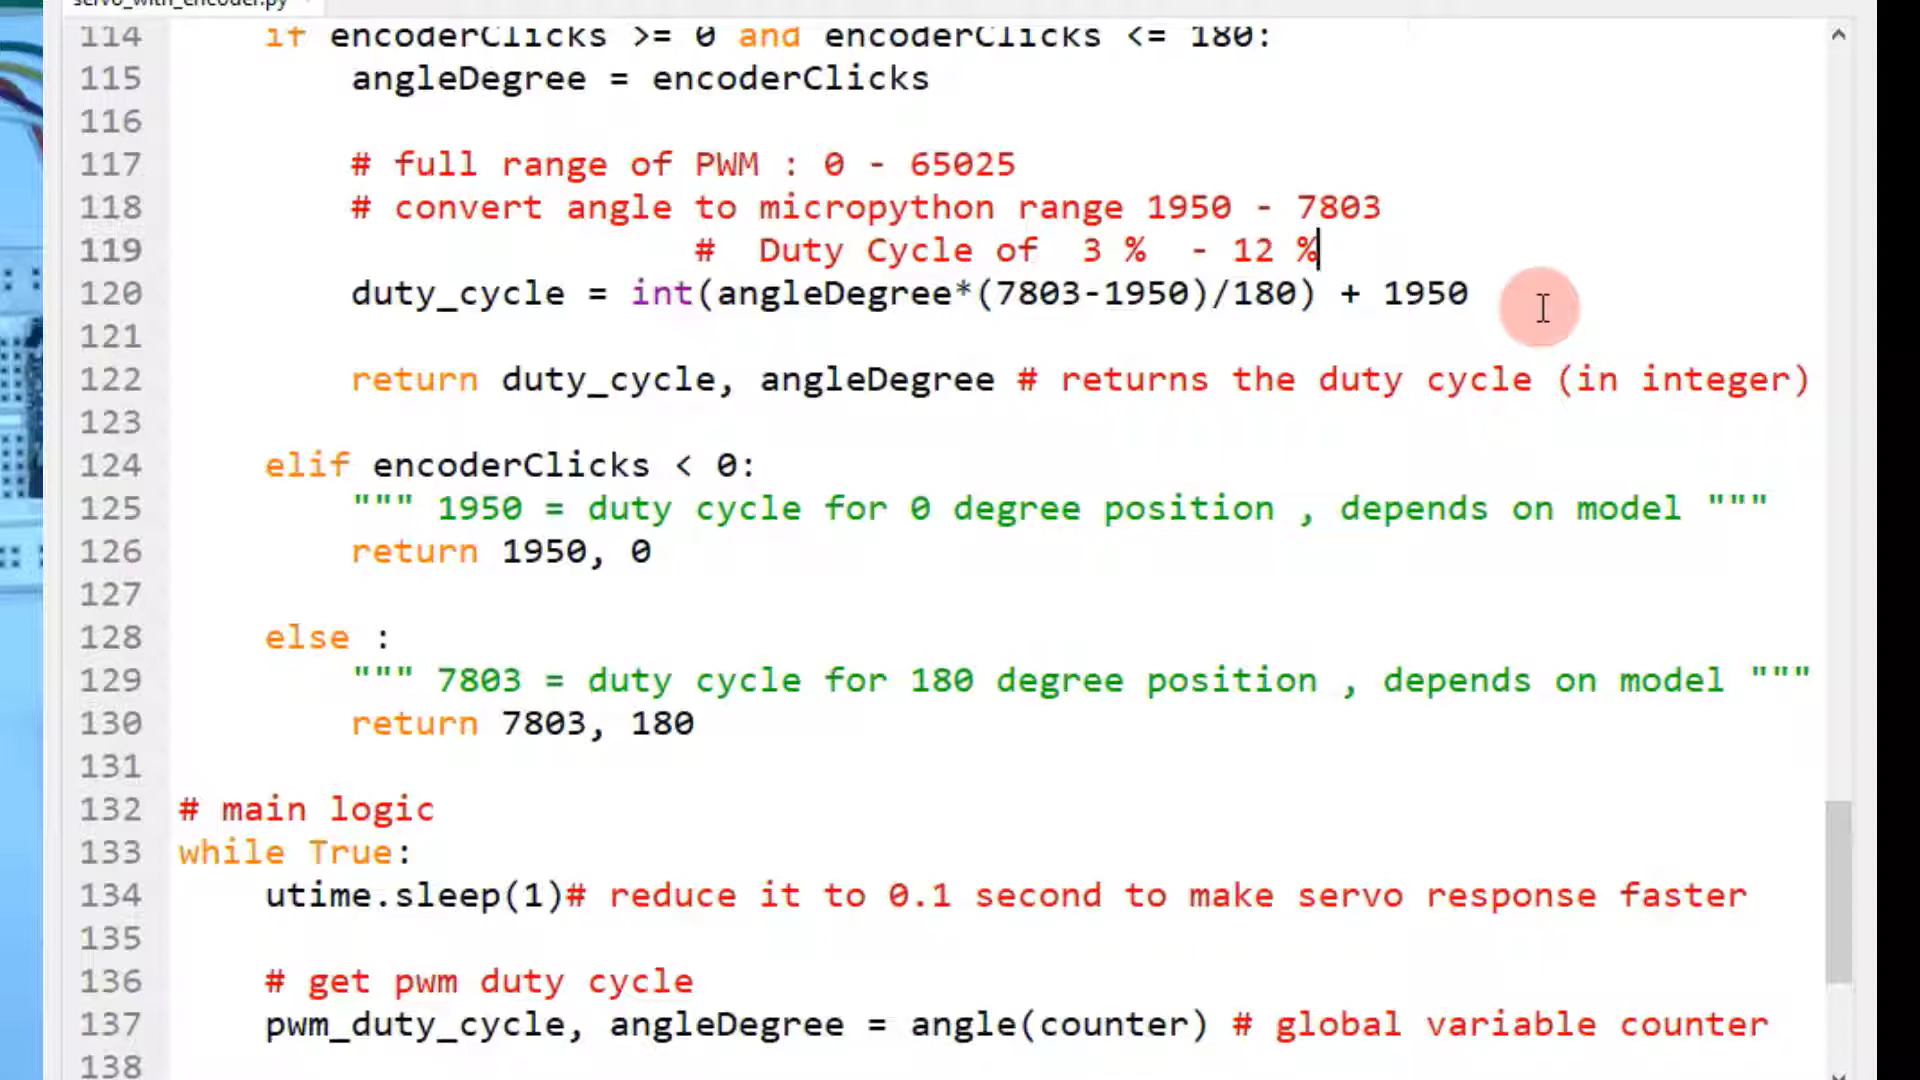 servo_with_encoder.py
114 if encoderClicks >= 0 and encoderClicks <= 180:
115 angleDegree = encoderClicks
116
117 # full range of PWM : 0 - 65025
118 # convert angle to micropython range 1950 - 7803
119 # Duty Cycle of 3 % - 12 %
120 duty_cycle = int(angleDegree*(7803-1950)/180) + 1950
121
122 return duty_cycle, angleDegree # returns the duty cycle (in integer)
123
124 elif encoderClicks < 0:
125 """ 1950 = duty cycle for 0 degree position , depends on model """
126 return 1950, 0
127
128 else :
129 """ 7803 = duty cycle for 180 degree position , depends on model """
130 return 7803, 180
131
132 # main logic
133 while True:
134 utime.sleep(1)# reduce it to 0.1 second to make servo response faster
135
136 # get pwm duty cycle
137 pwm_duty_cycle, angleDegree = angle(counter) # global variable counter
138